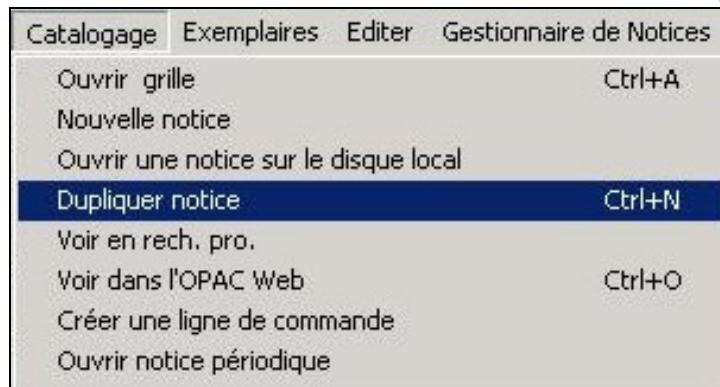 Catalogage Exemplaires Editer Gestionnaire de Notices
Ouvrir grille Ctrl+A
Nouvelle notice
Ouvrir une notice sur le disque local
Dupliquer notice Ctrl+N
Voir en rech. pro.
Voir dans l'OPAC Web Ctrl+O
Créer une ligne de commande
Ouvrir notice périodique